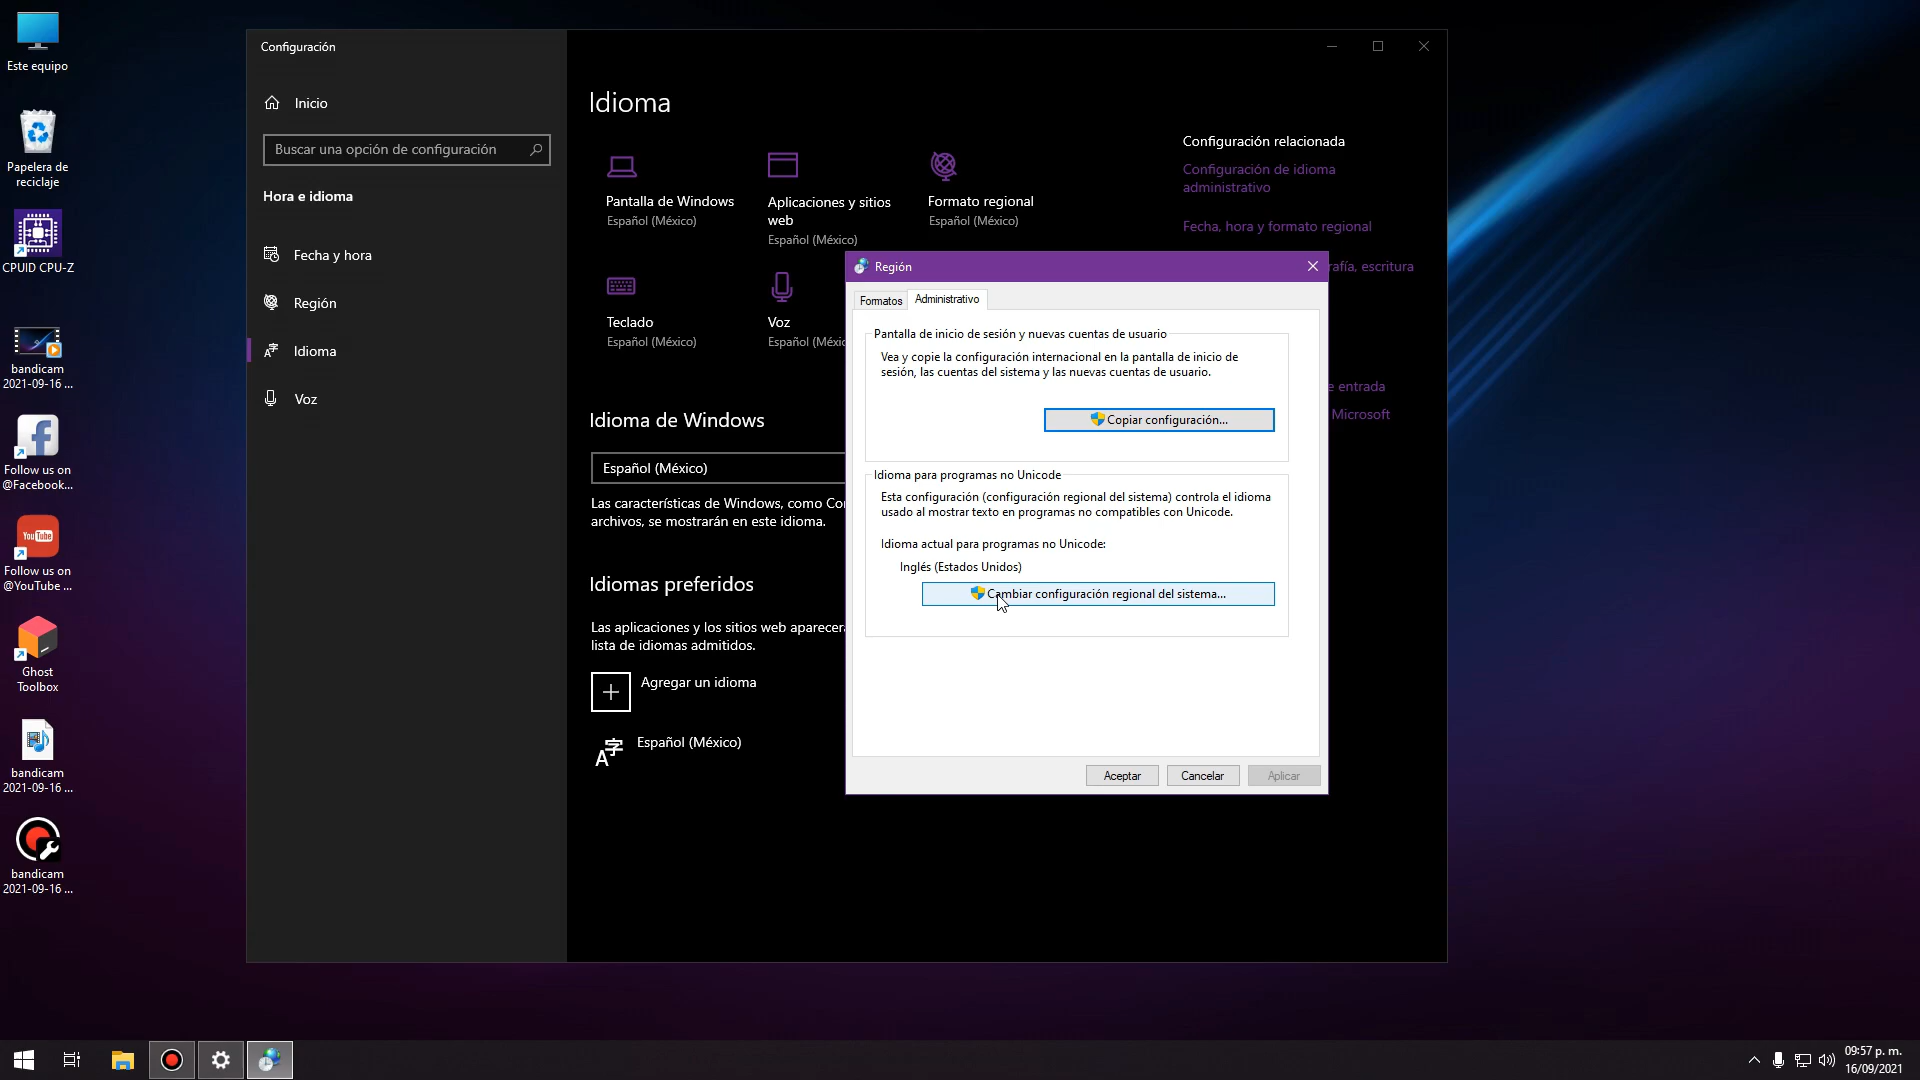 Este equipo
Papelera de
reciclaje
CPUID CPU-Z
bandicam
2021-09-16 ...
Follow us on
@Facebook...
You Tube
Follow us on
@YouTube ...
Ghost
Toolbox
bandicam
2021-09-16 ...
bandicam
2021-09-16 ...
Configuración
Inicio
Buscar una opción de configuración
Hora e idioma
Fecha y hora
Región
Idioma
Voz
Idioma
Pantalla de Windows
Español (México)
Aplicaciones y sitios
web
Español (México)
Formato regional
Español (México)
Teclado
Español (México)
Voz
Español (Méxic
Idioma de Windows
Español (México)
Las características de Windows, como Co
archivos, se mostrarán en este idioma.
Idiomas preferidos
Las aplicaciones y los sitios web aparecer
lista de idiomas admitidos.
Agregar un idioma
Español (México)
Configuración relacionada
Configuración de idioma
administrativo
Fecha, hora y formato regional
rafía, escritura
e entrada
Microsoft
Región
Formatos
Administrativo
Pantalla de inicio de sesión y nuevas cuentas de usuario
Vea y copie la configuración internacional en la pantalla de inicio de
sesión, las cuentas del sistema y las nuevas cuentas de usuario.
Copiar configuración...
Idioma para programas no Unicode
Esta configuración (configuración regional del sistema) controla el idioma
usado al mostrar texto en programas no compatibles con Unicode.
Idioma actual para programas no Unicode:
Inglés (Estados Unidos)
Cambiar configuración regional del sistema...
Aceptar
Cancelar
Aplicar
09:57 p. m.
16/09/2021